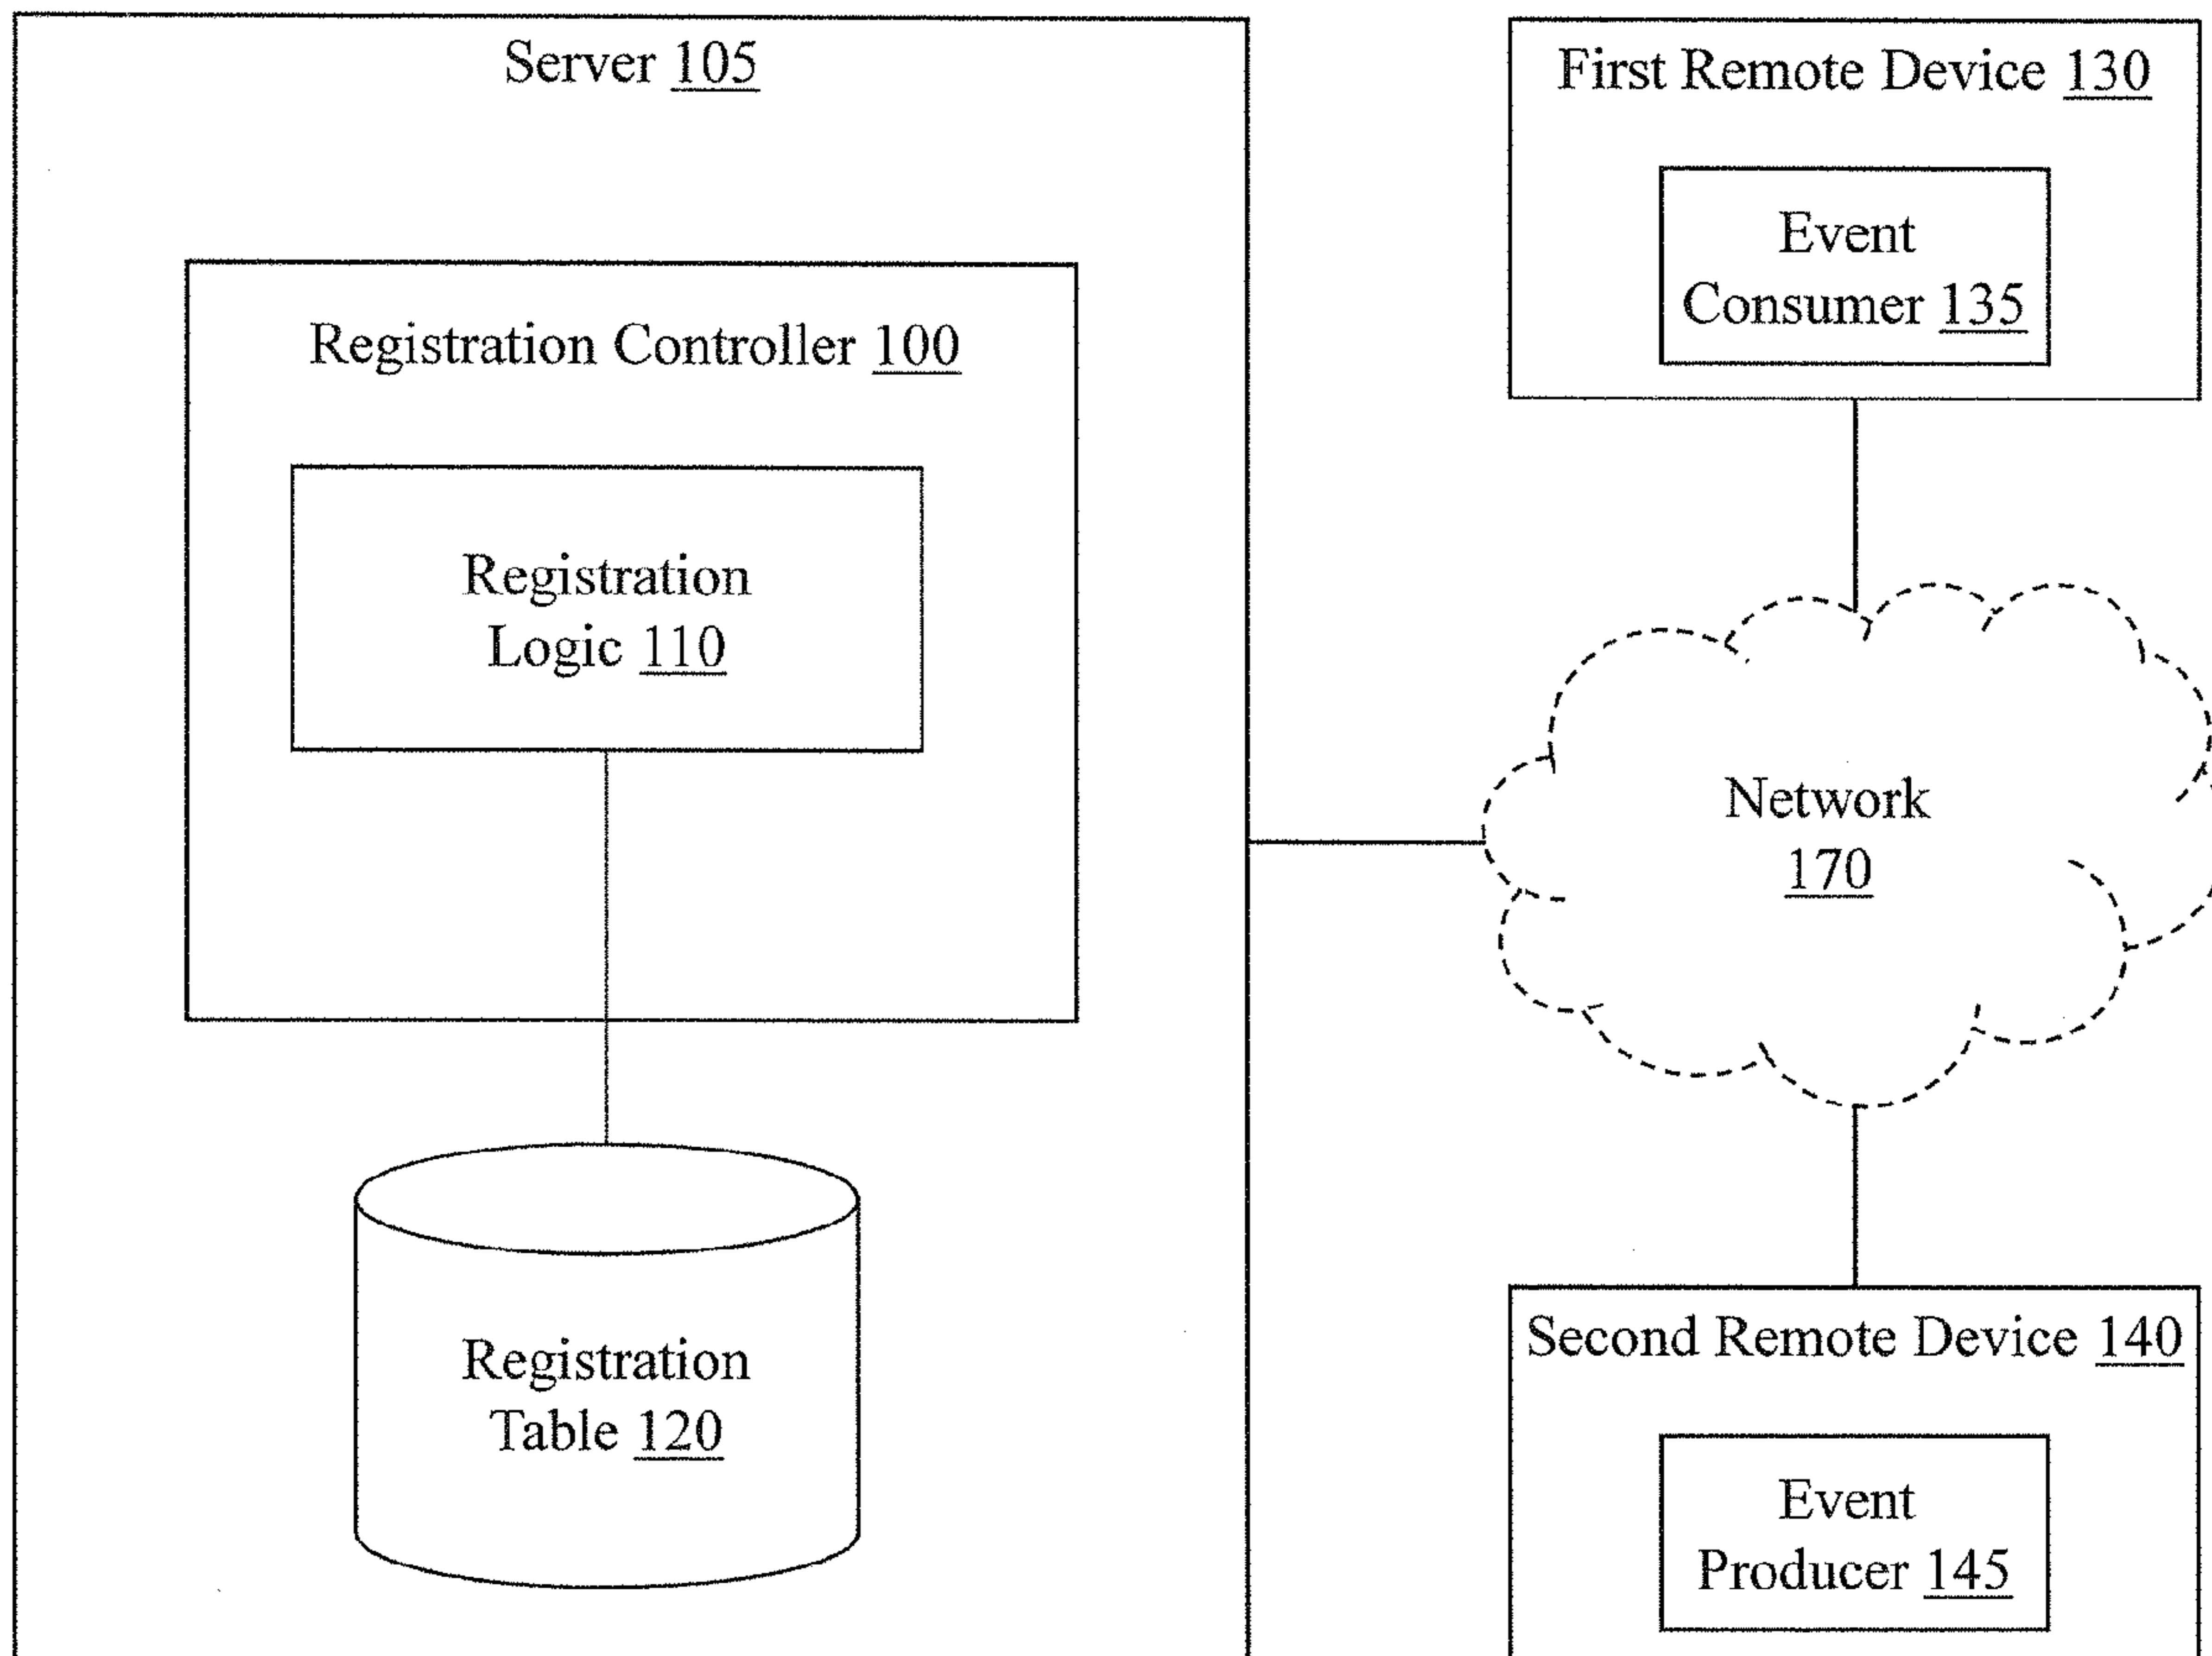 Server 105
Registration Controller 100
Registration
Logic 110
Registration
Table 120
First Remote Device 130
Event
Consumer 135
Network
170
Second Remote Device 140
Event
Producer 145